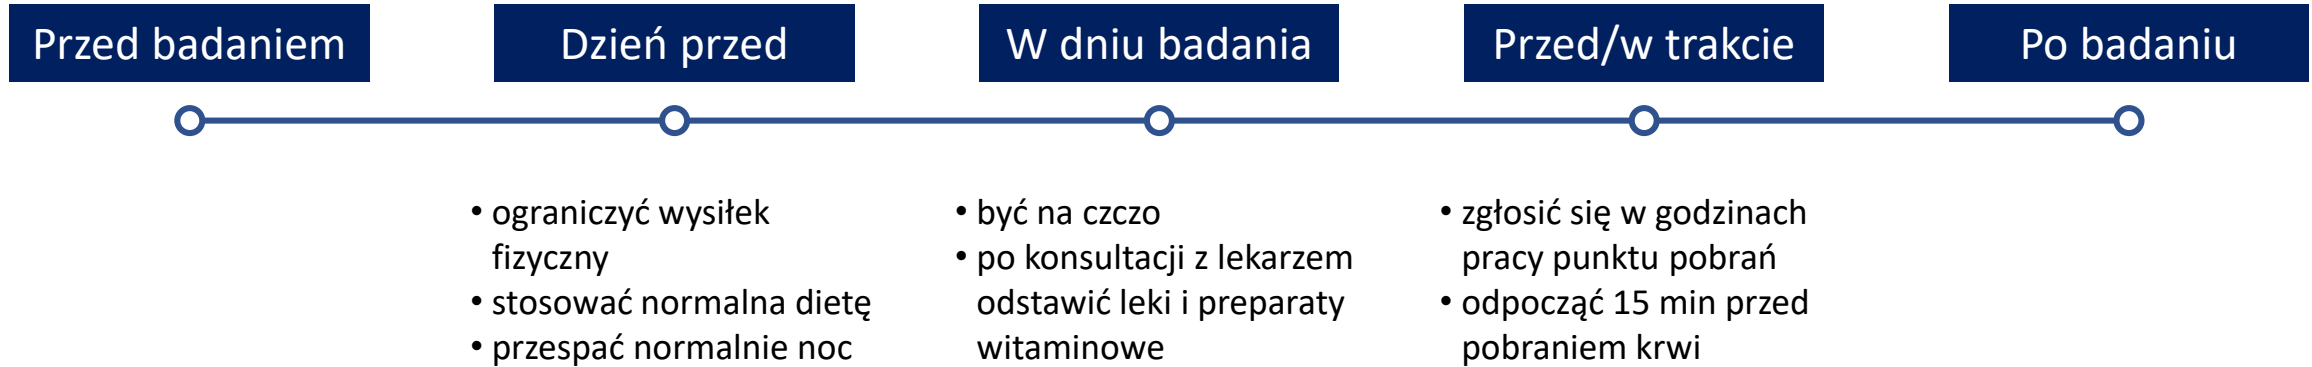 Przed badaniem
Dzień przed
W dniu badania
Przed/w trakcie
Po badaniu
• ograniczyć wysiłek
fizyczny
• stosować normalna dietę
• przespać normalnie noc
• być na czczo
• po konsultacji z lekarzem
odstawić leki i preparaty
witaminowe
• zgłosić się w godzinach
pracy punktu pobrań
• odpocząć 15 min przed
pobraniem krwi